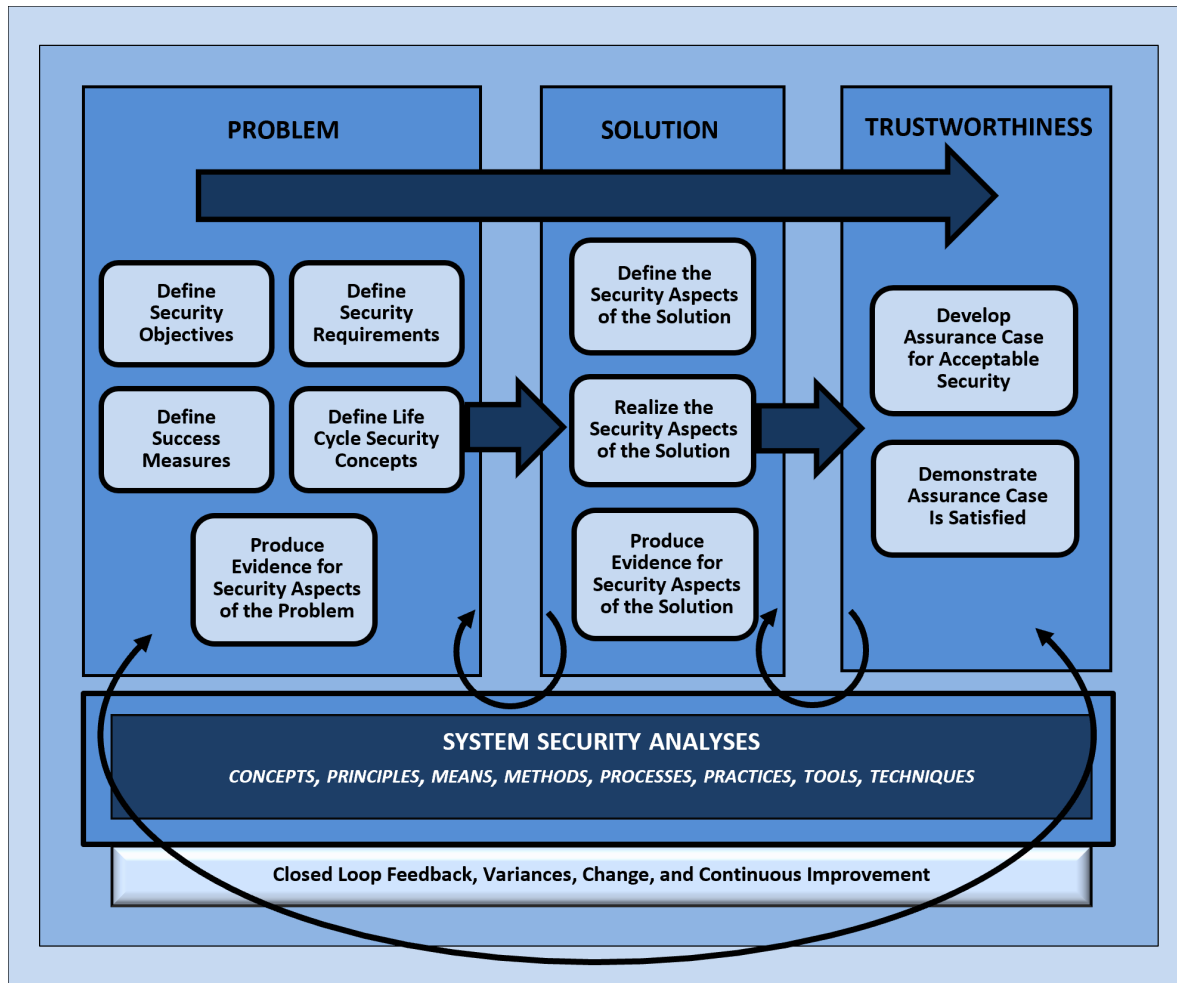 PROBLEM
Define
Security
Objectives
Define
Security
Requirements
Define
Success
Measures
Define Life
Cycle Security
Concepts
Produce
Evidence for
Security Aspects
of the Problem
SOLUTION
Define the
Security Aspects
of the Solution
Realize the
Security Aspects
of the Solution
Produce
Evidence for
Security Aspects
of the Solution
TRUSTWORTHINESS
Develop
Assurance Case
for Acceptable
Security
Demonstrate
Assurance Case
Is Satisfied
SYSTEM SECURITY ANALYSES
CONCEPTS, PRINCIPLES, MEANS, METHODS, PROCESSES, PRACTICES, TOOLS, TECHNIQUES
Closed Loop Feedback, Variances, Change, and Continuous Improvement